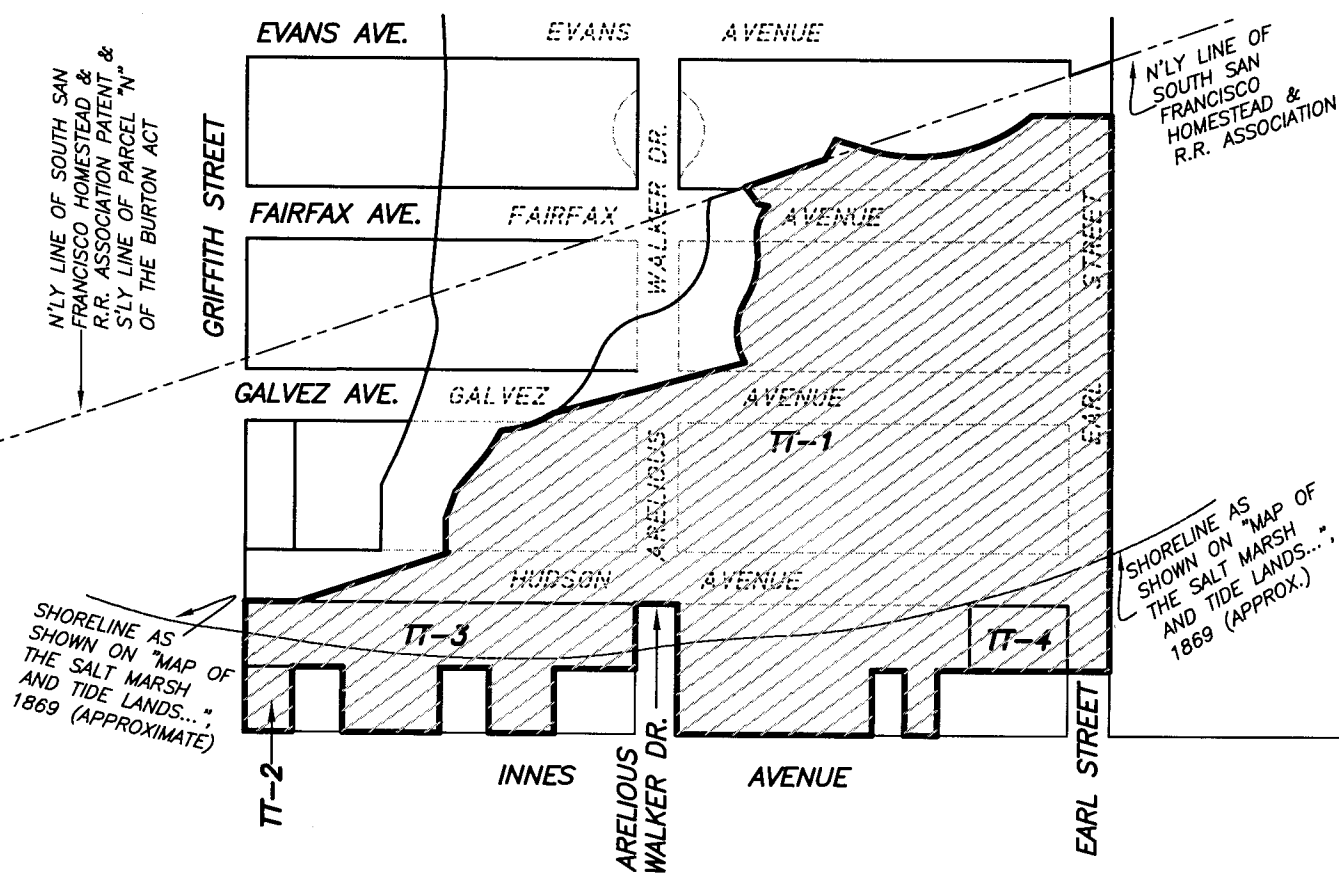 EVANS AVE.
EVANS
AVENUE
N'LY LINE OF SOUTH SAN
FRANCISCO HOMESTEAD &
R.R. ASSOCIATION PATENT &
S'LY LINE OF PARCEL "N"
OF THE BURTON ACT
N'LY LINE OF
SOUTH SAN
FRANCISCO
HOMESTEAD &
R.R. ASSOCIATION
GRIFFITH STREET
WALKER DR.
FAIRFAX AVE.
FAIRFAX
AVENUE
STREET
GALVEZ AVE.
GALVEZ
AVENUE
EARL
TT-1
ARELIOUS
HUDSON
AVENUE
SHORELINE AS
SHOWN ON "MAP OF
THE SALT MARSH
AND TIDE LANDS...",
1869 (APPROX.)
SHORELINE AS
SHOWN ON "MAP OF
THE SALT MARSH
AND TIDE LANDS...",
1869 (APPROXIMATE)
TT-3
TT-4
TT-2
INNES
AVENUE
ARELIOUS
WALKER DR.
EARL STREET